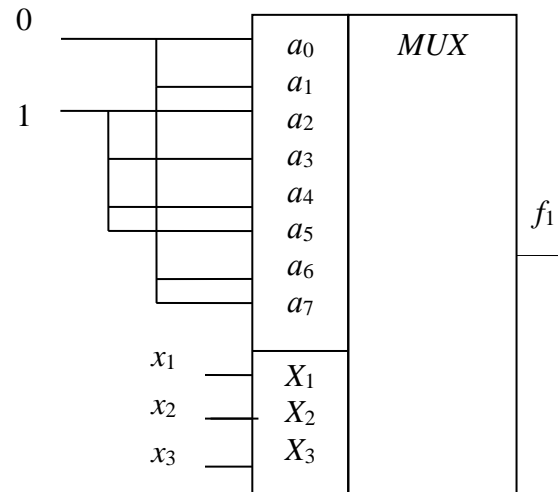 0
a₀ MUX
a₁
1 a₂
a₃
a₄
a₅ f₁
a₆
a₇
x₁ X₁
x₂ X₂
x₃ X₃